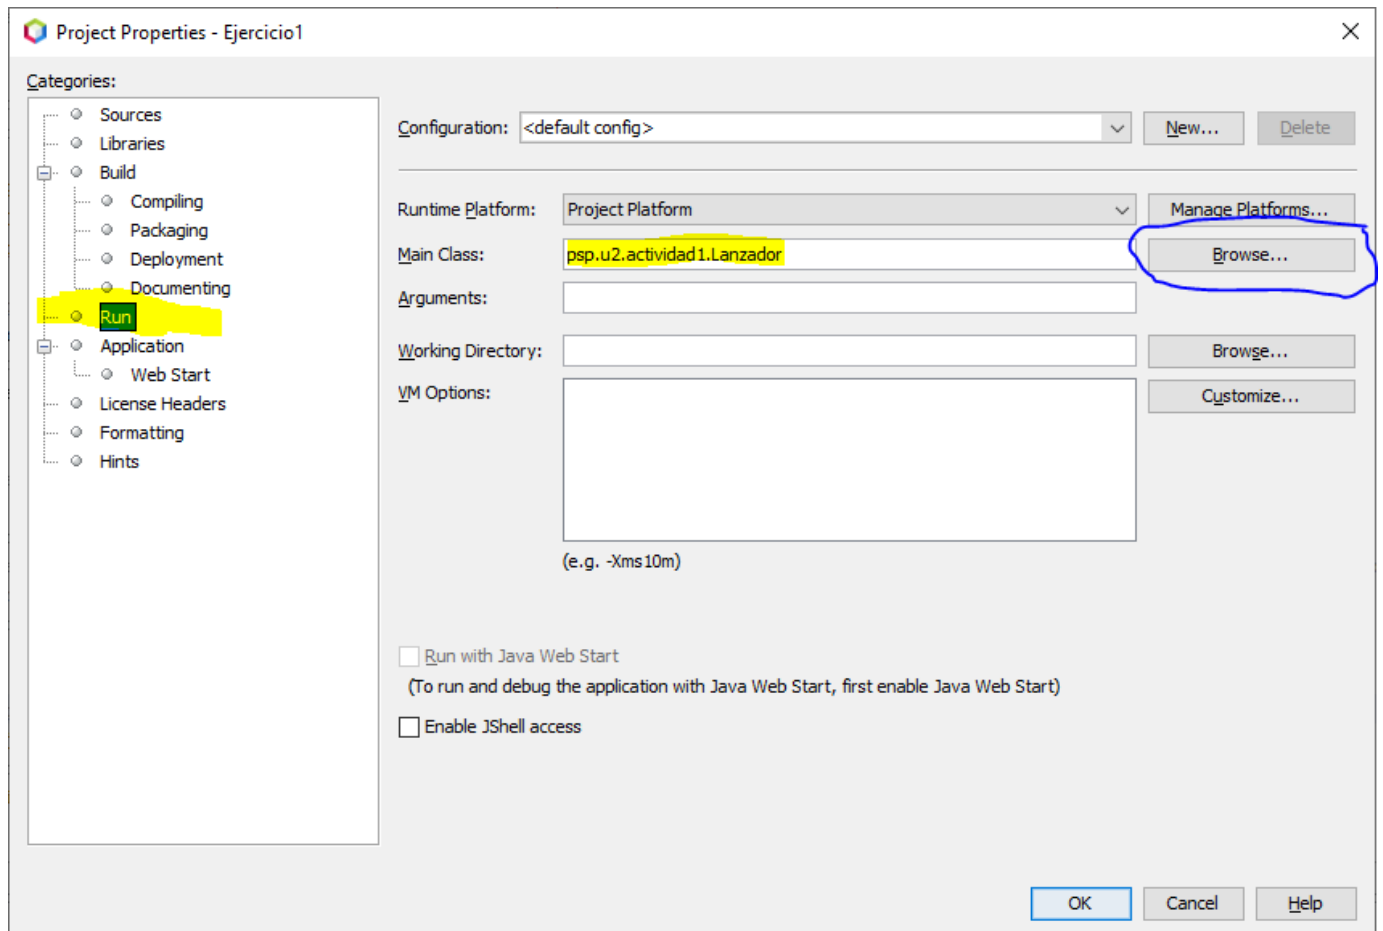 Project Properties - Ejercicio1
Categories:
Sources
Libraries
Build
Compiling
Packaging
Deployment
Documenting
Run
Application
Web Start
License Headers
Formatting
Hints
Configuration: <default config> New... Delete
Runtime Platform: Project Platform Manage Platforms...
Main Class: psp.u2.actividad1.Lanzador Browse...
Arguments:
Working Directory: Browse...
VM Options: Customize...
(e.g. -Xms10m)
Run with Java Web Start
(To run and debug the application with Java Web Start, first enable Java Web Start)
Enable JShell access
OK Cancel Help